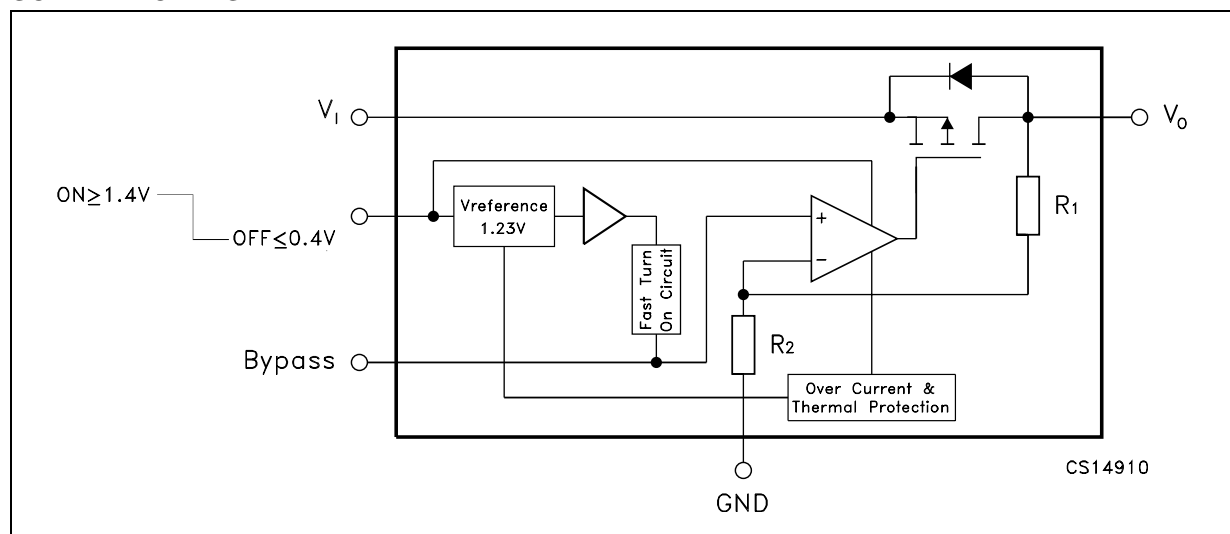 V_I
V_O
ON≥1.4V
OFF≤0.4V
Vreference
1.23V
+
−
R1
Fast Turn
On Circuit
Bypass
R2
Over Current &
Thermal Protection
GND
CS14910